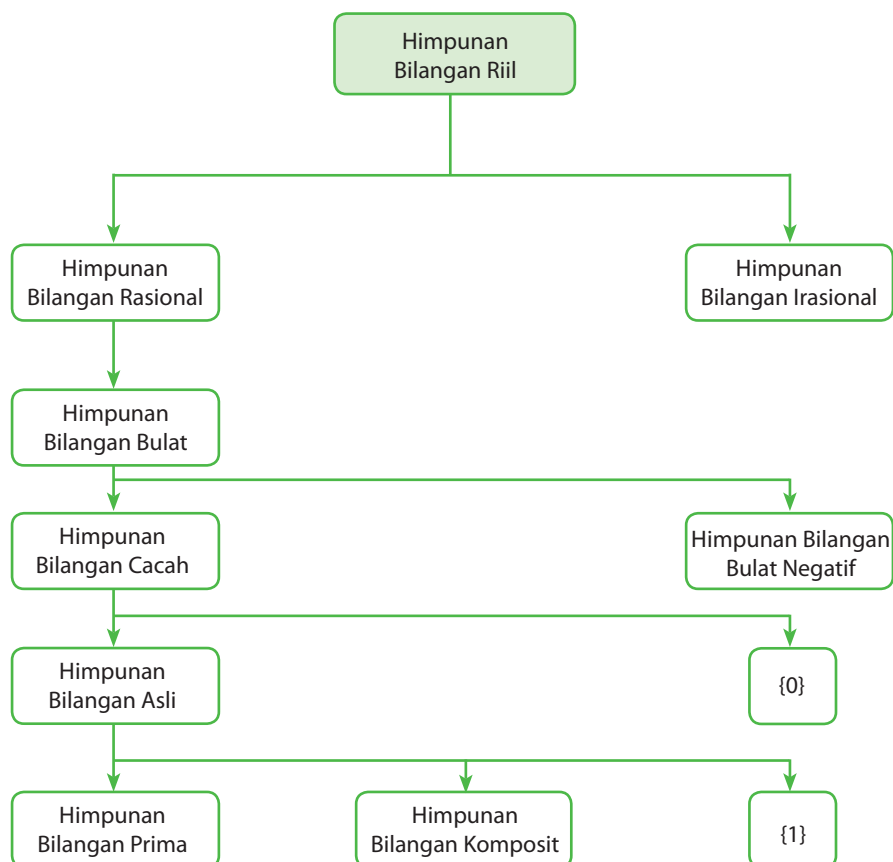 Himpunan
Bilangan Riil
Himpunan
Bilangan Rasional
Himpunan
Bilangan Irasional
Himpunan
Bilangan Bulat
Himpunan
Bilangan Cacah
Himpunan Bilangan
Bulat Negatif
Himpunan
Bilangan Asli
{0}
Himpunan
Bilangan Prima
Himpunan
Bilangan Komposit
{1}